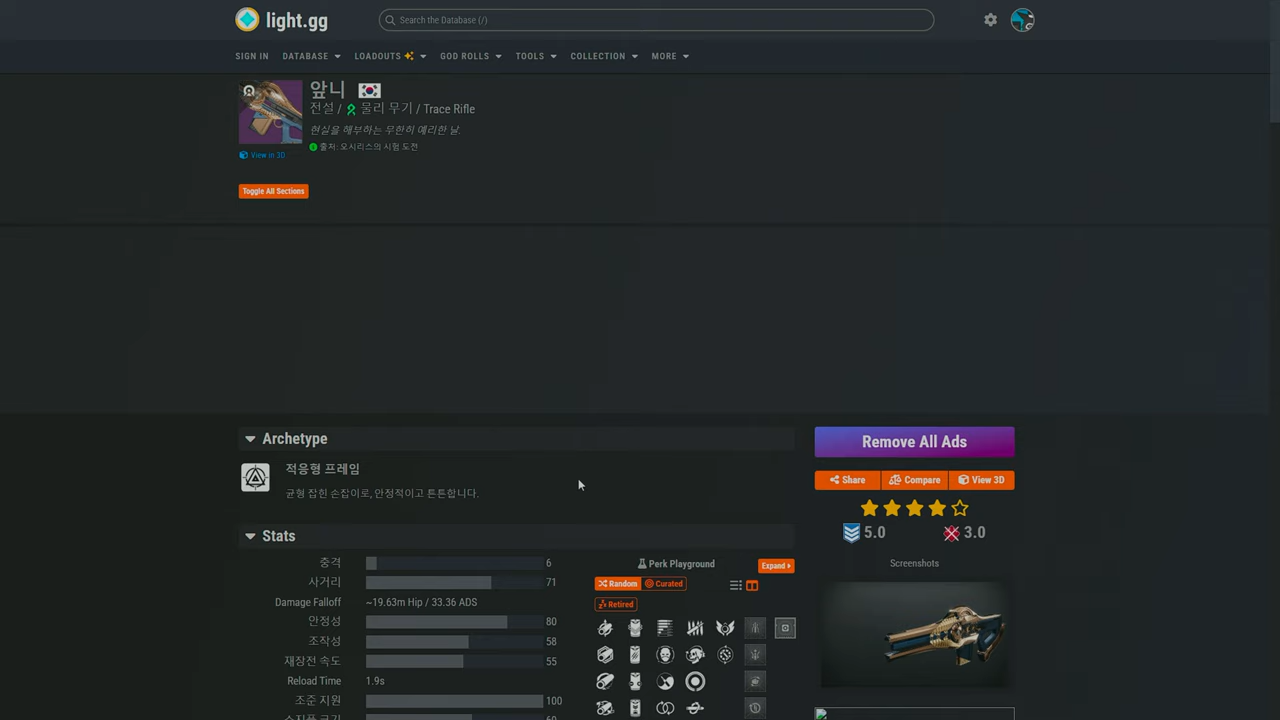 light.gg
Search the Database (/)
SIGN IN DATABASE LOADOUTS GOD ROLLS TOOLS COLLECTION MORE
앞니
전설 / 물리 무기 / Trace Rifle
현실을 해부하는 무한히 예리한 날.
출처: 오시리스의 시험 도전
View in 3D
Toggle All Sections
Archetype
적응형 프레임
균형 잡힌 손잡이로, 안정적이고 튼튼합니다.
Stats
충격 6
사거리 71
Damage Falloff ~19.63m Hip / 33.36 ADS
안정성 80
조작성 58
재장전 속도 55
Reload Time 1.9s
조준 지원 100
Perk Playground
Expand
Random Curated
Retired
Remove All Ads
Share Compare View 3D
5.0 3.0
Screenshots